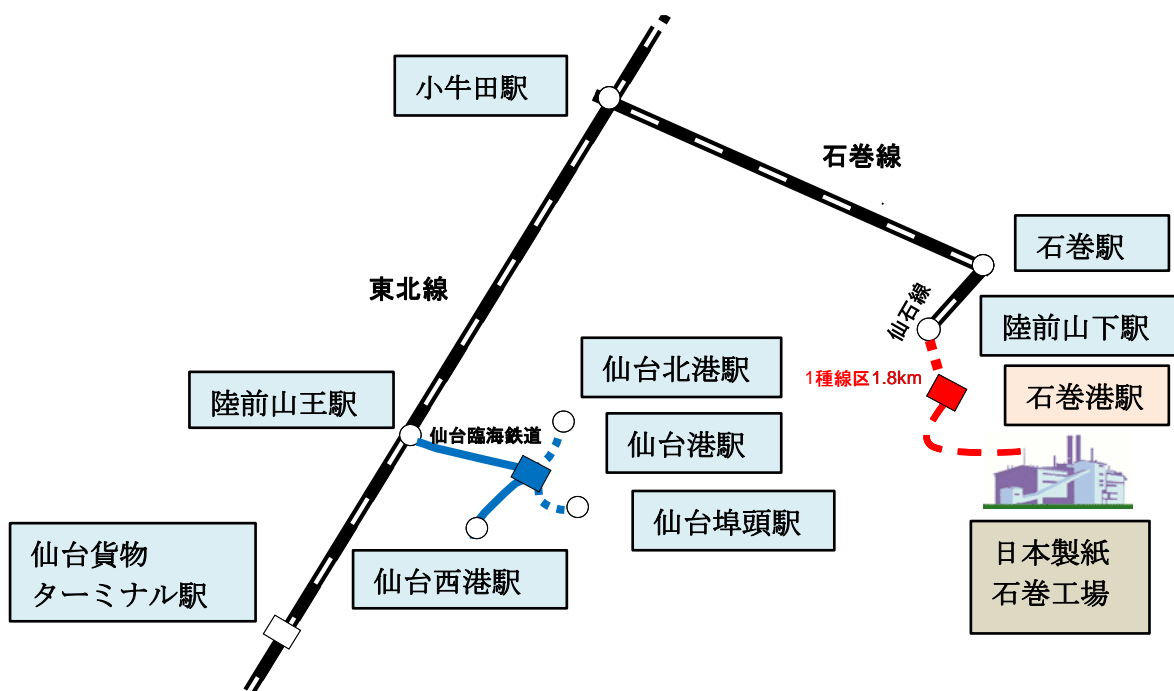 小牛田駅
石巻線
石巻駅
東北線
仙石線
陸前山下駅
仙台北港駅
1種線区1.8km
石巻港駅
陸前山王駅
仙台臨海鉄道
仙台港駅
仙台埠頭駅
仙台貨物
ターミナル駅
仙台西港駅
日本製紙
石巻工場